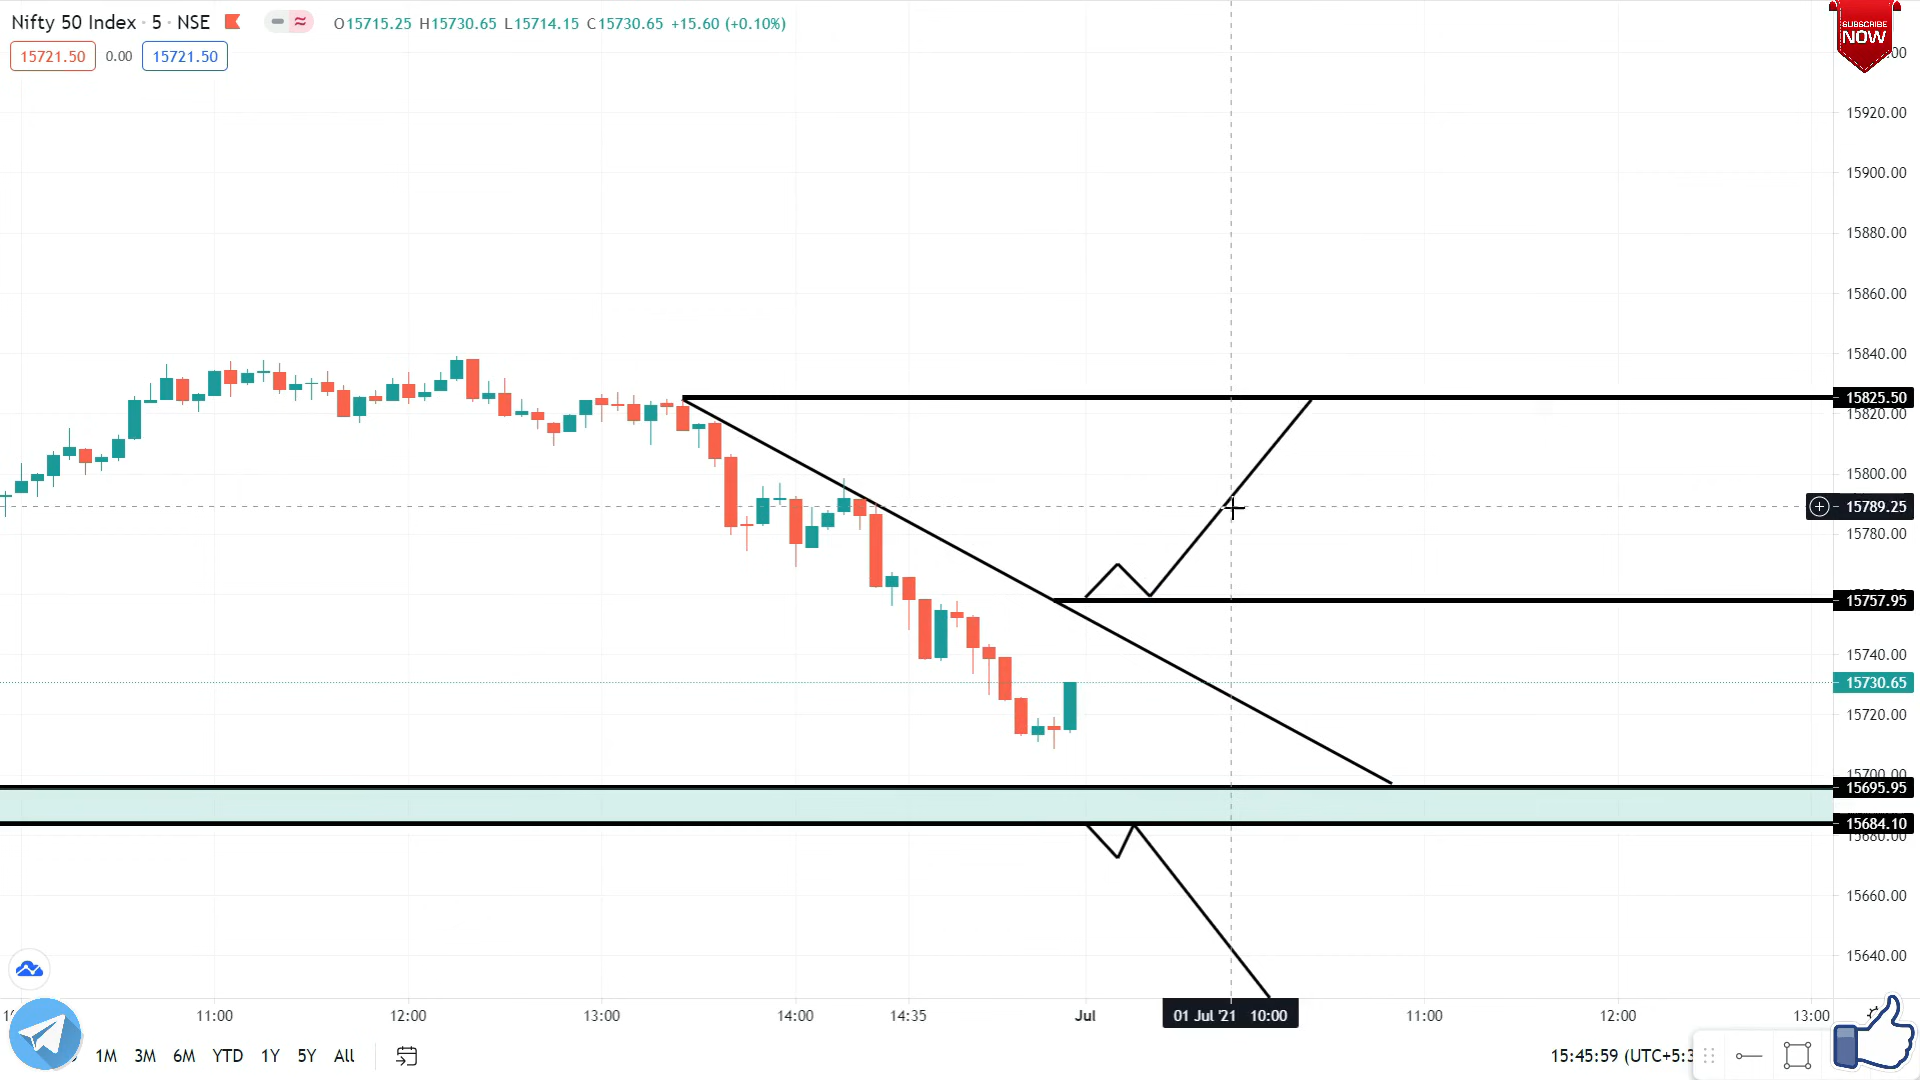 Nifty 50 Index · 5 · NSE
O15715.25 H15730.65 L15714.15 C15730.65 +15.60 (+0.10%)
15721.50 0.00 15721.50
SUBSCRIBE
NOW
15920.00
15900.00
15880.00
15860.00
15840.00
15825.50
15820.00
15800.00
15789.25
15780.00
15757.95
15740.00
15730.65
15720.00
15700.00
15695.95
15684.10
15680.00
15660.00
15640.00
11:00 12:00 13:00 14:00 14:35 Jul 01 Jul '21 10:00 11:00 12:00 13:00
1M 3M 6M YTD 1Y 5Y All
15:45:59 (UTC+5:3